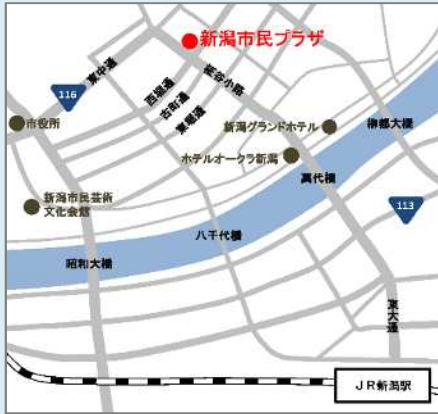 新潟市民プラザ
東中通
116
西堀通
古町通
東堀通
柾谷小路
市役所
新潟グランドホテル
柳都大橋
ホテルオークラ新潟
萬代橋
新潟市民芸術
文化会館
113
八千代橋
昭和大橋
東大通
JR新潟駅